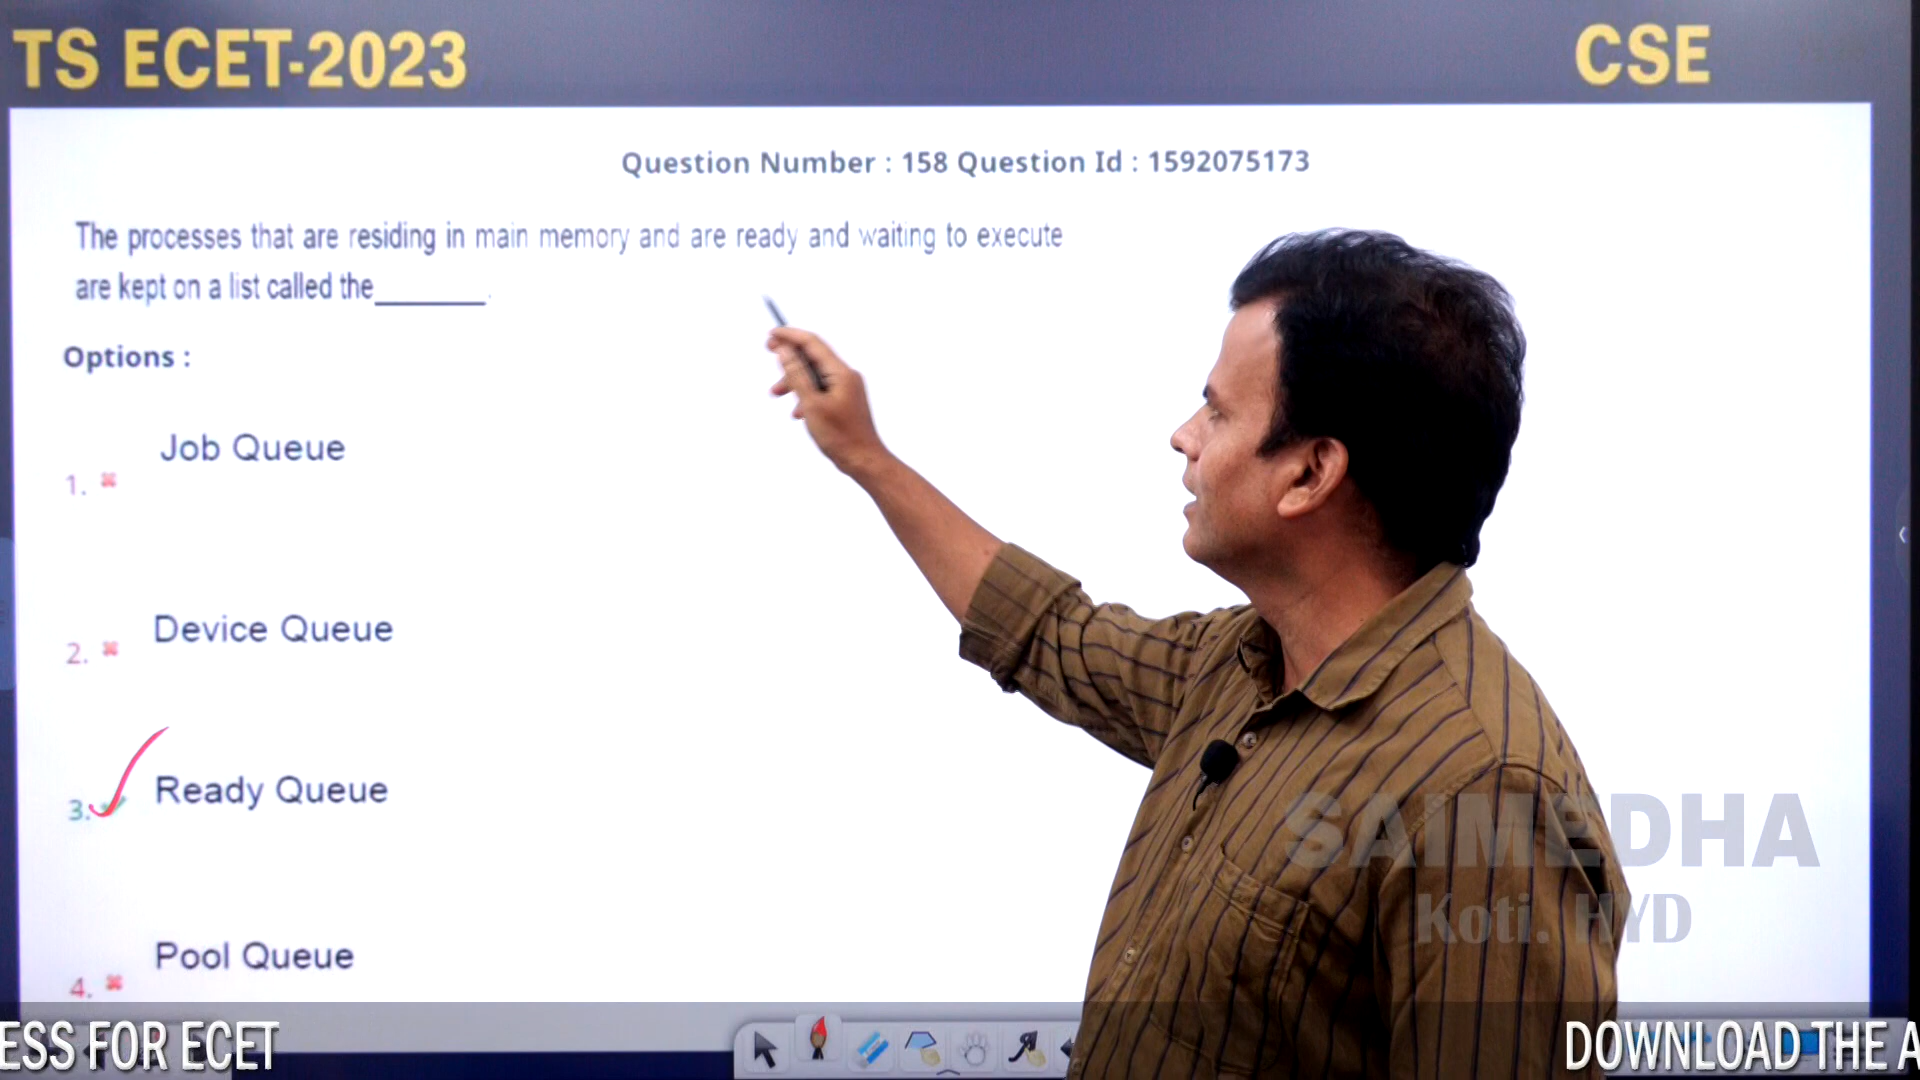 TS ECET-2023
CSE
Question Number : 158 Question Id : 1592075173
The processes that are residing in main memory and are ready and waiting to execute
are kept on a list called the________.
Options :
1. Job Queue
2. Device Queue
3. Ready Queue
4. Pool Queue
SAIMEDHA
Koti. HYD
ESS FOR ECET
DOWNLOAD THE A